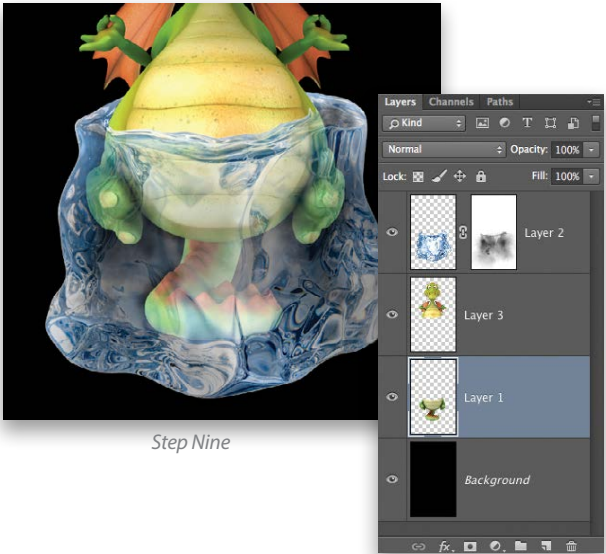 Layers Channels Paths
Kind T
Normal Opacity: 100%
Lock: Fill: 100%
Layer 2
Layer 3
Layer 1
Background
fx
Step Nine